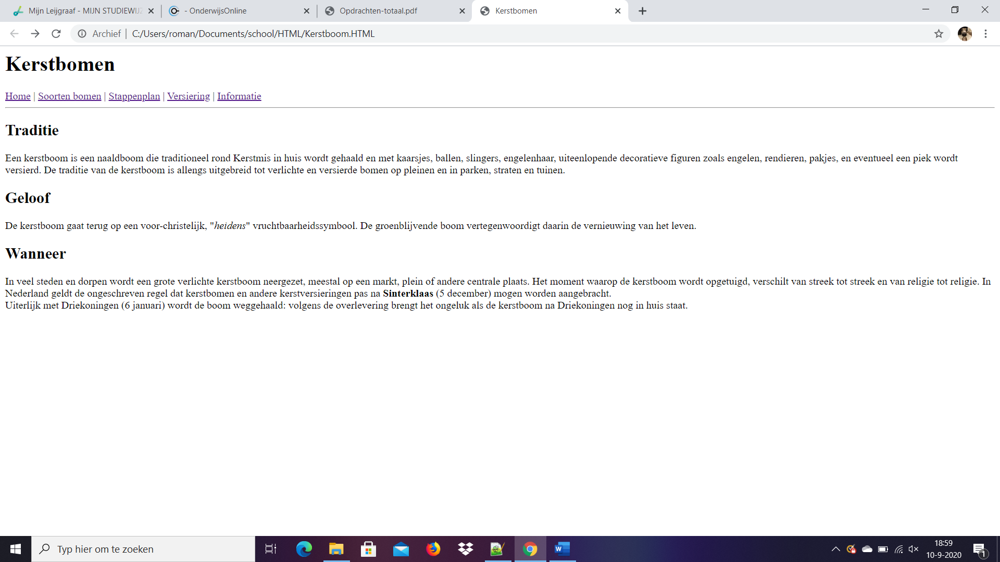 Mijn Leijgraaf - MIJN STUDIEWIJZ
- OnderwijsOnline
Opdrachten-totaal.pdf
Kerstbomen
Archief | C:/Users/roman/Documents/school/HTML/Kerstboom.HTML
Kerstbomen
Home | Soorten bomen | Stappenplan | Versiering | Informatie
Traditie
Een kerstboom is een naaldboom die traditioneel rond Kerstmis in huis wordt gehaald en met kaarsjes, ballen, slingers, engelenhaar, uiteenlopende decoratieve figuren zoals engelen, rendieren, pakjes, en eventueel een piek wordt
versierd. De traditie van de kerstboom is allengs uitgebreid tot verlichte en versierde bomen op pleinen en in parken, straten en tuinen.
Geloof
De kerstboom gaat terug op een voor-christelijk, "heidens" vruchtbaarheidssymbool. De groenblijvende boom vertegenwoordigt daarin de vernieuwing van het leven.
Wanneer
In veel steden en dorpen wordt een grote verlichte kerstboom neergezet, meestal op een markt, plein of andere centrale plaats. Het moment waarop de kerstboom wordt opgetuigd, verschilt van streek tot streek en van religie tot religie. In
Nederland geldt de ongeschreven regel dat kerstbomen en andere kerstversieringen pas na Sinterklaas (5 december) mogen worden aangebracht.
Uiterlijk met Driekoningen (6 januari) wordt de boom weggehaald: volgens de overlevering brengt het ongeluk als de kerstboom na Driekoningen nog in huis staat.
Typ hier om te zoeken
W
18:59
10-9-2020
1